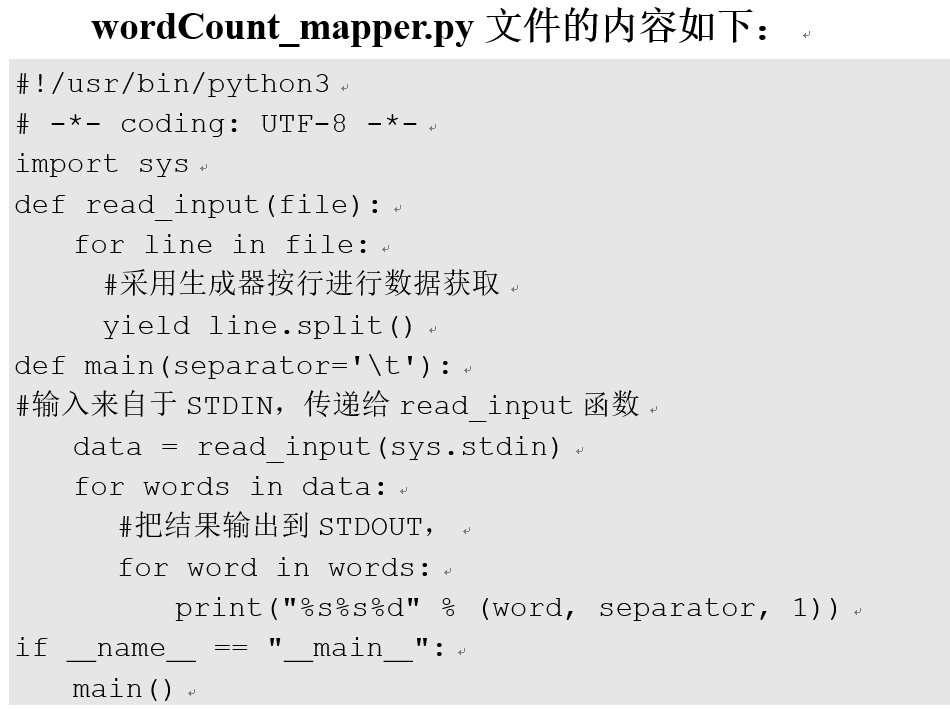 wordCount_mapper.py 文件的内容如下：
#!/usr/bin/python3
# -*- coding: UTF-8 -*-
import sys
def read_input(file):
    for line in file:
      #采用生成器按行进行数据获取
      yield line.split()
def main(separator='\t'):
#输入来自于 STDIN，传递给 read_input 函数
    data = read_input(sys.stdin)
    for words in data:
       #把结果输出到 STDOUT，
       for word in words:
           print("%s%s%d" % (word, separator, 1))
if __name__ == "__main__":
    main()